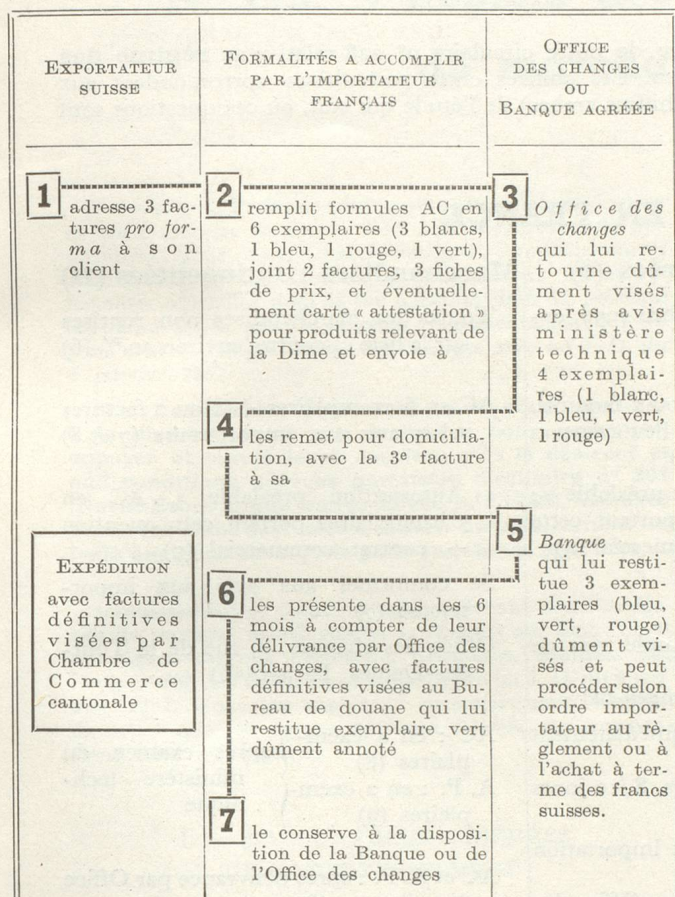 EXPORTATEUR
SUISSE
FORMALITÉS A ACCOMPLIR
PAR L'IMPORTATEUR
FRANÇAIS
OFFICE
DES CHANGES
OU
BANQUE AGRÉÉE
1
adresse 3 fac-
tures pro for-
ma à son
client
2
remplit formules AC en
6 exemplaires (3 blancs,
1 bleu, 1 rouge, 1 vert),
joint 2 factures, 3 fiches
de prix, et éventuelle-
ment carte « attestation »
pour produits relevant de
la Dime et envoie à
3
Office des
changes
qui lui re-
tourne dû-
ment visés
après avis
ministère
technique
4 exemplai-
res (1 blanc,
1 bleu, 1 vert,
1 rouge)
4
les remet pour domicilia-
tion, avec la 3e facture
à sa
5
Banque
qui lui resti-
tue 3 exem-
plaires (bleu,
vert, rouge)
dûment vi-
sés et peut
procéder selon
ordre impor-
tateur au rè-
glement ou à
l'achat à ter-
me des francs
suisses.
EXPÉDITION
avec factures
définitives
visées par
Chambre de
Commerce
cantonale
6
les présente dans les 6
mois à compter de leur
délivrance par Office des
changes, avec factures
définitives visées au Bu-
reau de douane qui lui
restitue exemplaire vert
dûment annoté
7
le conserve à la disposi-
tion de la Banque ou de
l'Office des changes